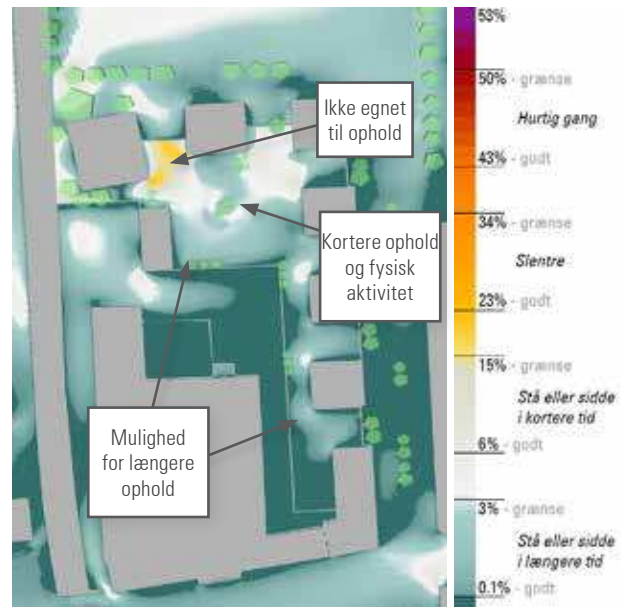 Ikke egnet
til ophold
Kortere ophold
og fysisk
aktivitet
Mulighed
for længere
ophold
53%
50% - grænse
Hurtig gang
43% - godt
34% - grænse
Slentre
23% - godt
15% - grænse
Stå eller sidde
i kortere tid
6% - godt
3% - grænse
Stå eller sidde
i længere tid
0.1% - godt